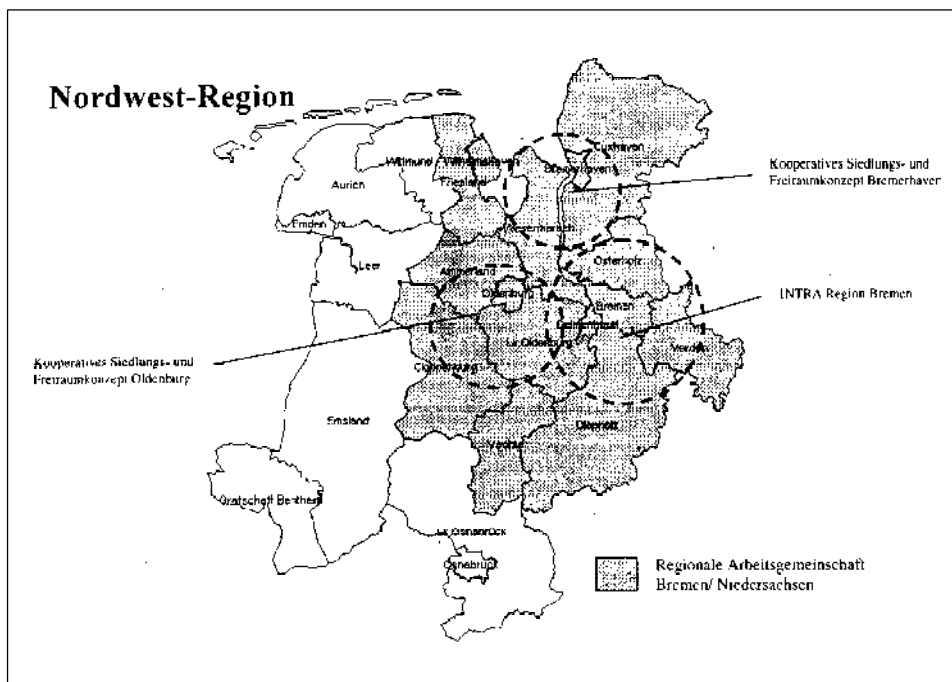 Nordwest-Region
Cuxhaven
Wittmund
Wilhelmshaven
Bremerhaven
Kooperatives Siedlungs- und
Freiraumkonzept Bremerhaven
Aurich
Friesland
Emden
Wesermarsch
Osterholz
Leer
Ammerland
Oldenburg
Bremen
INTRA Region Bremen
Delmenhorst
Lk Oldenburg
Verden
Kooperatives Siedlungs- und
Freiraumkonzept Oldenburg
Cloppenburg
Emsland
Diepholz
Vechta
Grafschaft Bentheim
Lk Osnabrück
Osnabrück
Regionale Arbeitsgemeinschaft
Bremen/ Niedersachsen